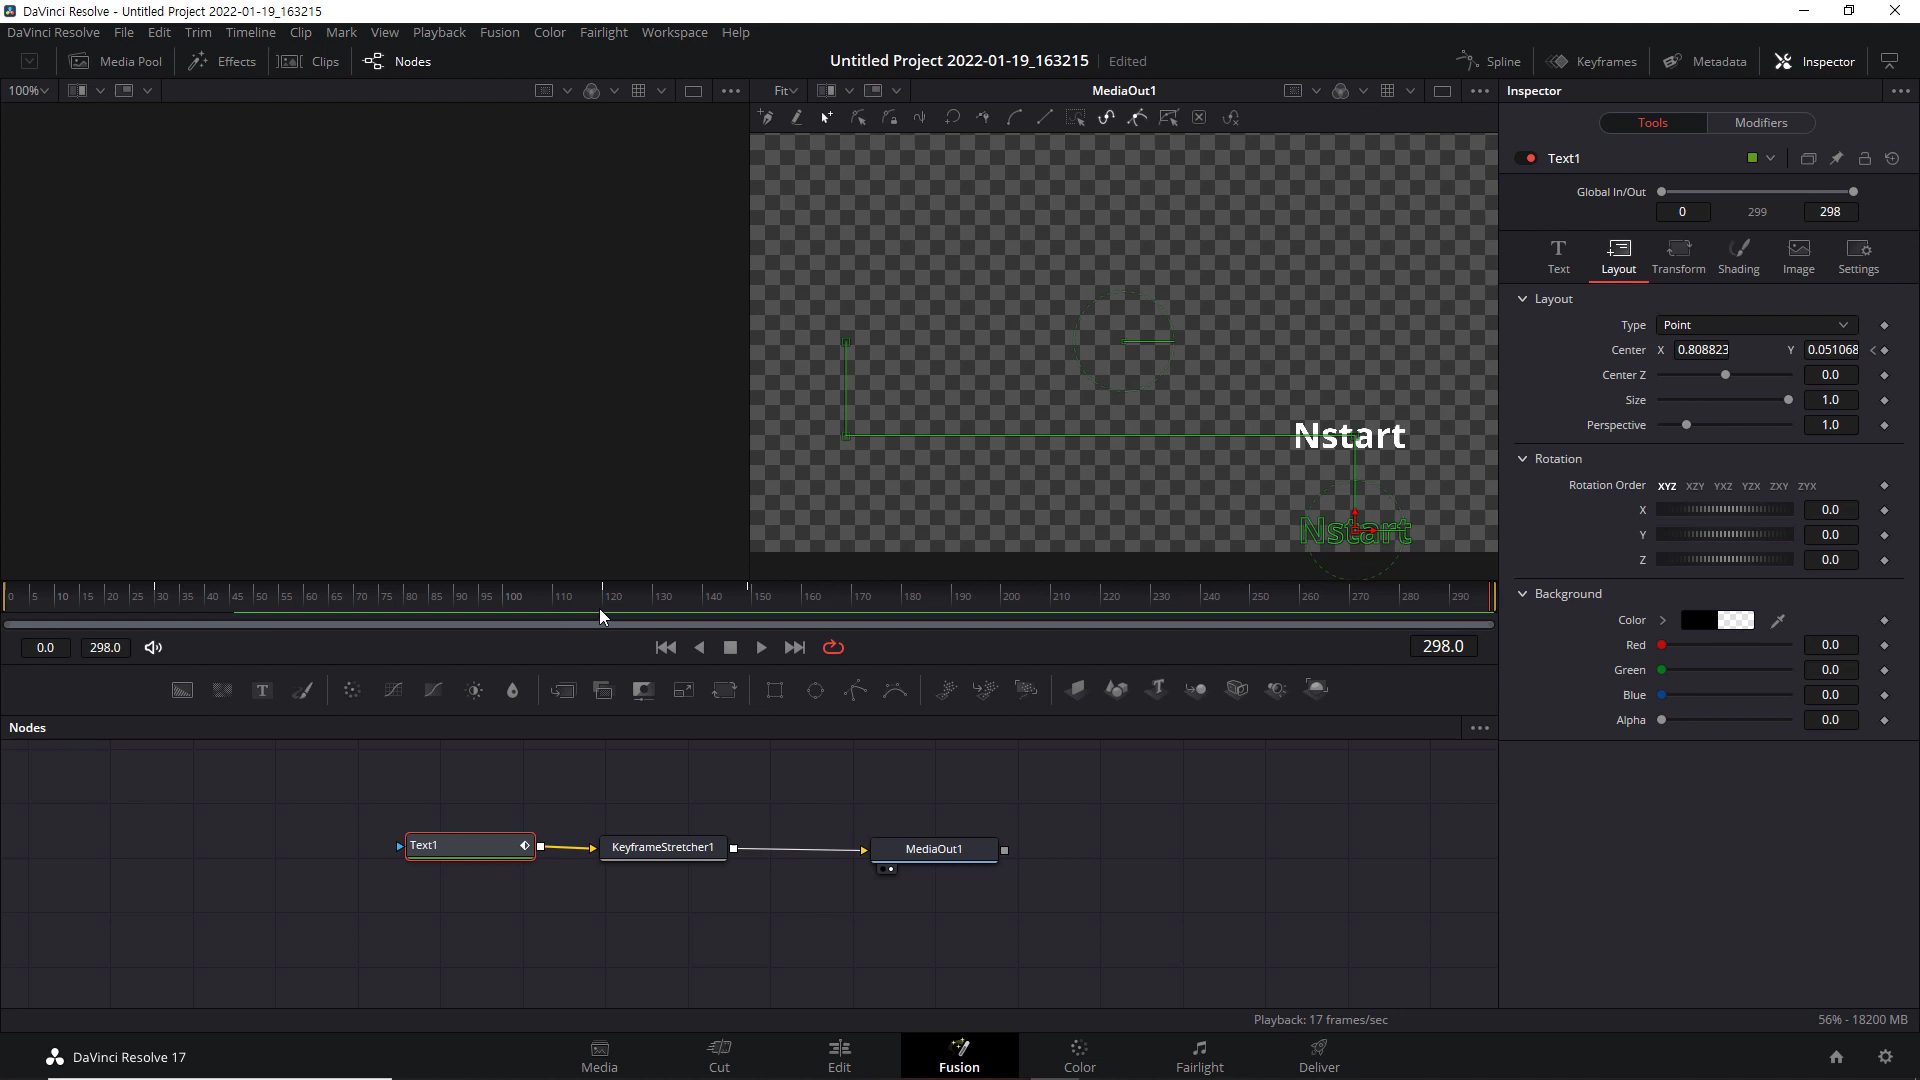 DaVinci Resolve - Untitled Project 2022-01-19_163215
DaVinci Resolve File Edit Trim Timeline Clip Mark View Playback Fusion Color Fairlight Workspace Help
Media Pool Effects Clips Nodes
Untitled Project 2022-01-19_163215 Edited
Spline Keyframes Metadata Inspector
100% Fit MediaOut1
Inspector
Tools Modifiers
Text1
Global In/Out
0 299 298
Text Layout Transform Shading Image Settings
Layout
Type Point
Center X 0.808823 Y 0.051068
Center Z 0.0
Size 1.0
Perspective 1.0
Rotation
Rotation Order XYZ XZY YXZ YZX ZXY ZYX
X 0.0
Y 0.0
Z 0.0
Background
Color
Red 0.0
Green 0.0
Blue 0.0
Alpha 0.0
Nstart
Nstart
0 5 10 15 20 25 30 35 40 45 50 55 60 65 70 75 80 85 90 95 100 110 120 130 140 150 160 170 180 190 200 210 220 230 240 250 260 270 280 290
0.0 298.0 298.0
Nodes
Text1 KeyframeStretcher1 MediaOut1
Playback: 17 frames/sec 56% - 18200 MB
DaVinci Resolve 17
Media Cut Edit Fusion Color Fairlight Deliver